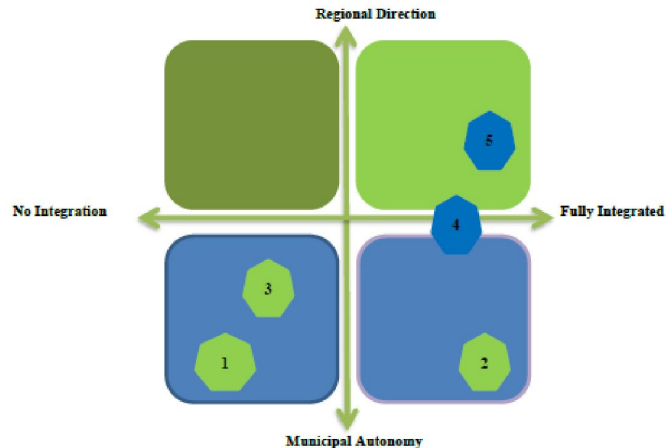 Regional Direction
5
No Integration
Fully Integrated
4
3
1
2
Municipal Autonomy